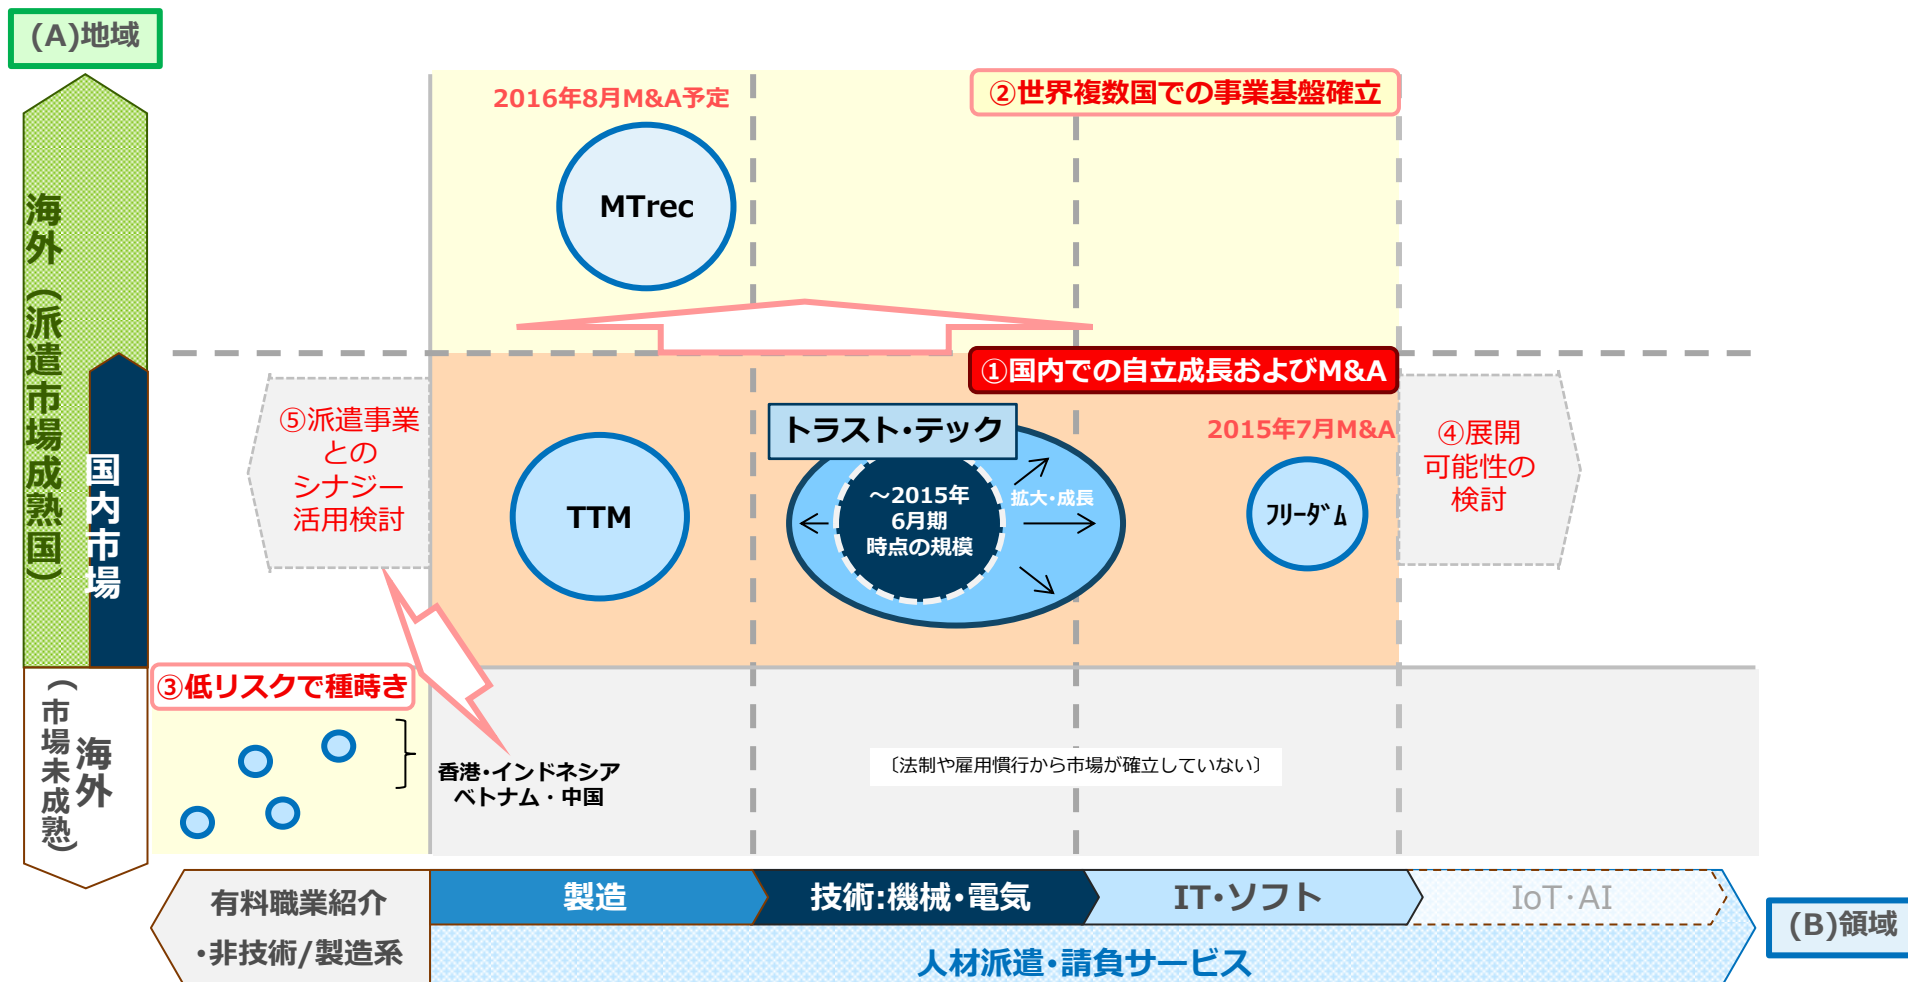 (A)地域
2016年8月M&A予定
②世界複数国での事業基盤確立
MTrec
海外（派遣市場成熟国）
国内市場
①国内での自立成長およびM&A
⑤派遣事業
との
シナジー
活用検討
トラスト・テック
2015年7月M&A
④展開
可能性の
検討
TTM
～2015年
6月期
時点の規模
拡大・成長
ﾌﾘｰﾀﾞﾑ
③低リスクで種蒔き
海外
（市場未成熟）
香港・インドネシア
ベトナム・中国
〔法制や雇用慣行から市場が確立していない〕
有料職業紹介
・非技術/製造系
製造
技術:機械・電気
IT・ソフト
IoT・AI
人材派遣・請負サービス
(B)領域